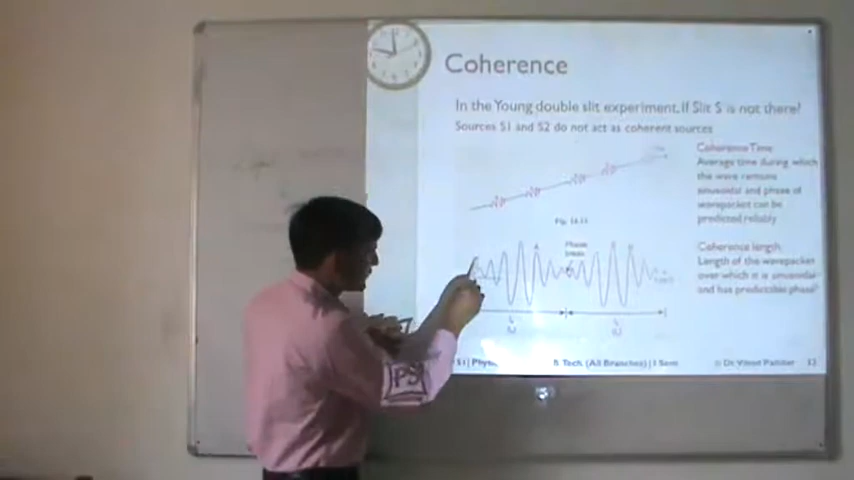 Coherence
In the Young double slit experiment, If Slit S is not there!
Sources S1 and S2 do not act as coherent sources
Coherence Time
Average time during which
the wave remains
sinusoidal and phase of
wavepacket can be
predicted reliably
Phase
break
Coherence length
Length of the wavepacket
over which it is sinusoidal
and has predictable phase
PS
B. Tech. (All Branches) | I Sem